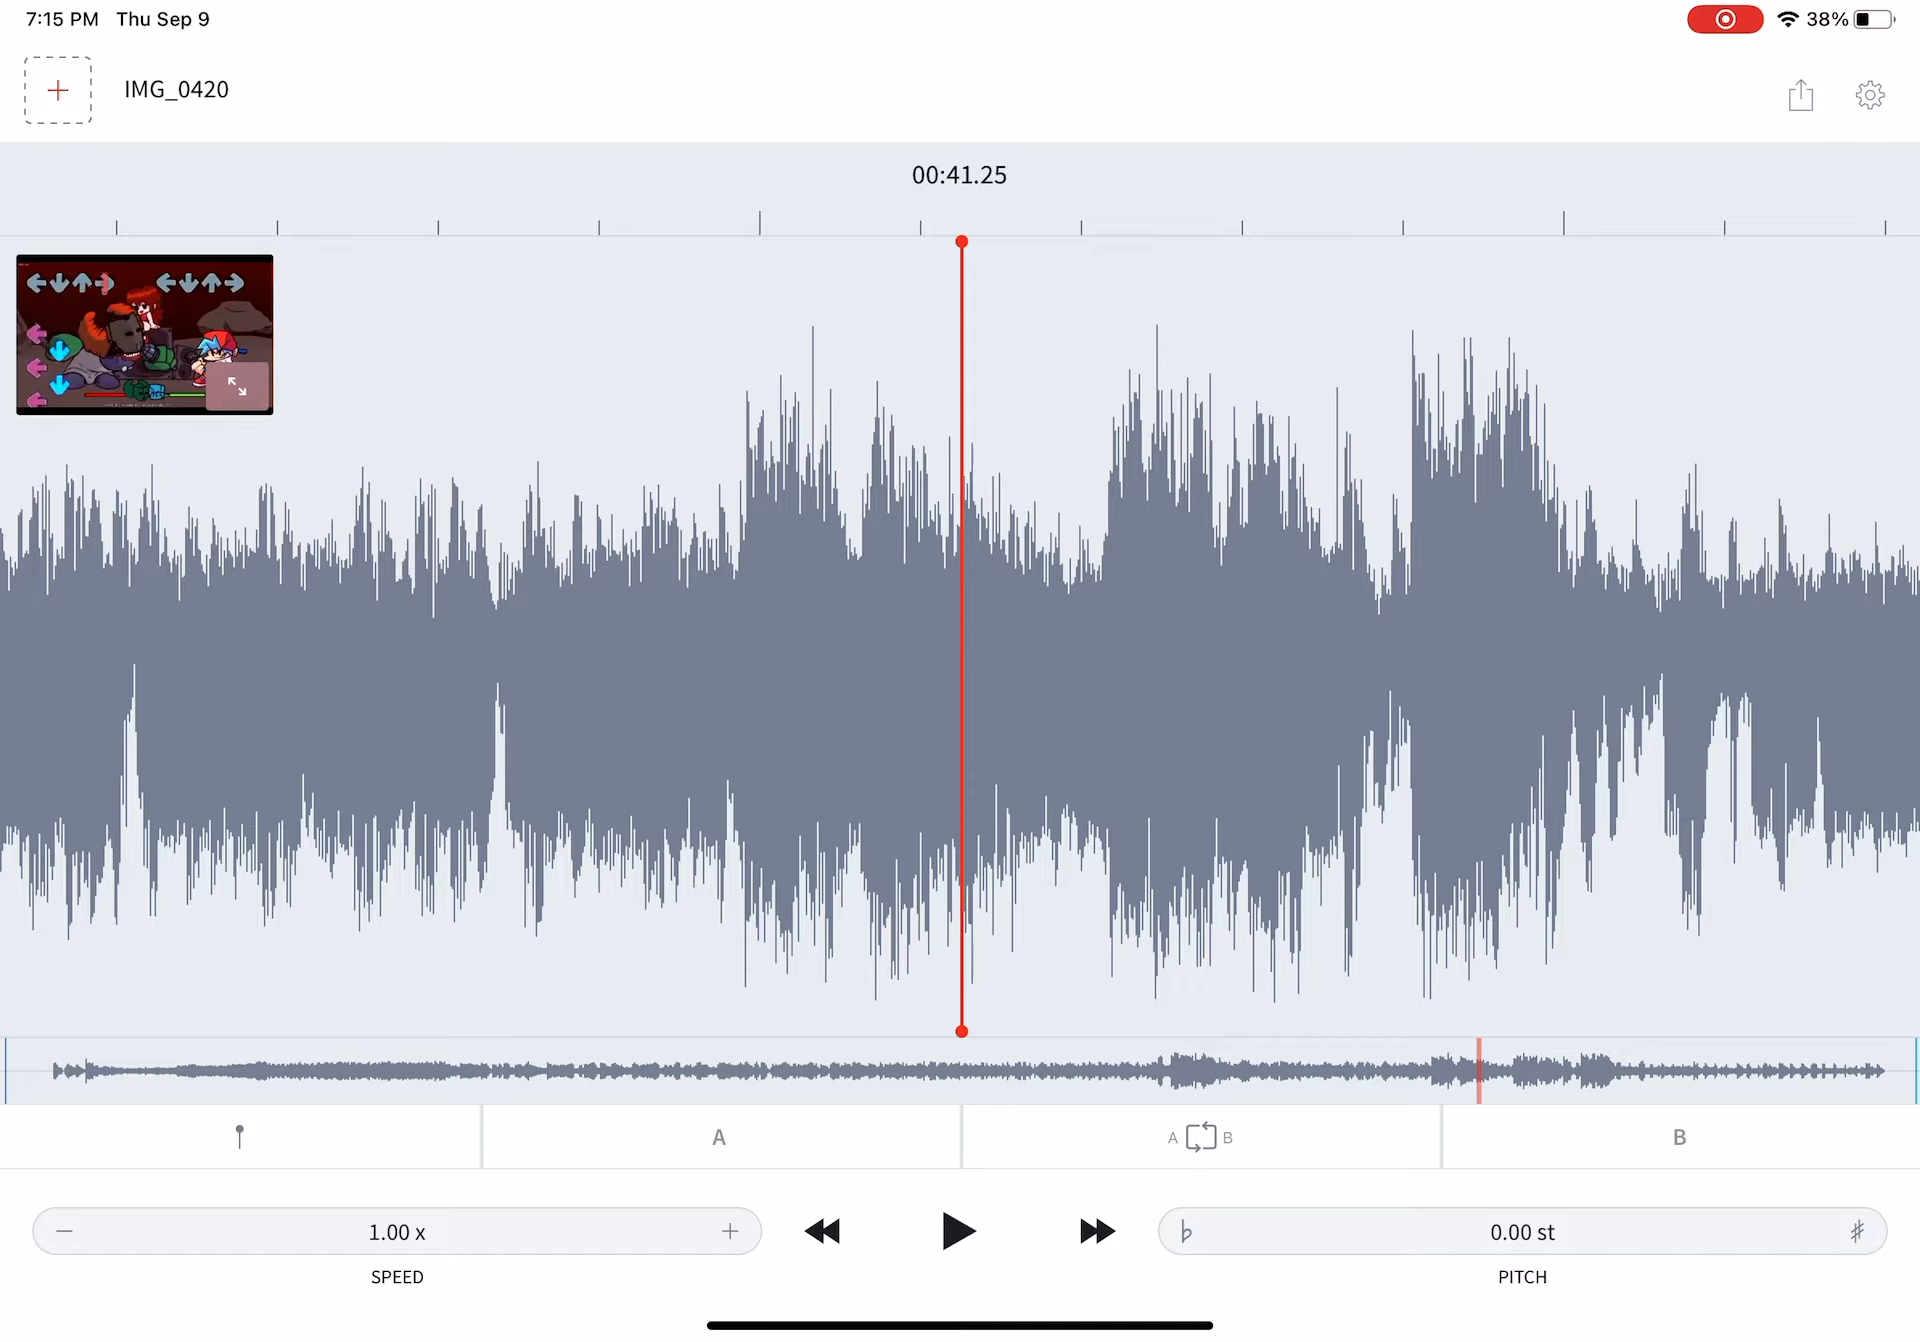 7:15 PM Thu Sep 9
38%
IMG_0420
00:41.25
A
A B
B
1.00 x
0.00 st
SPEED
PITCH